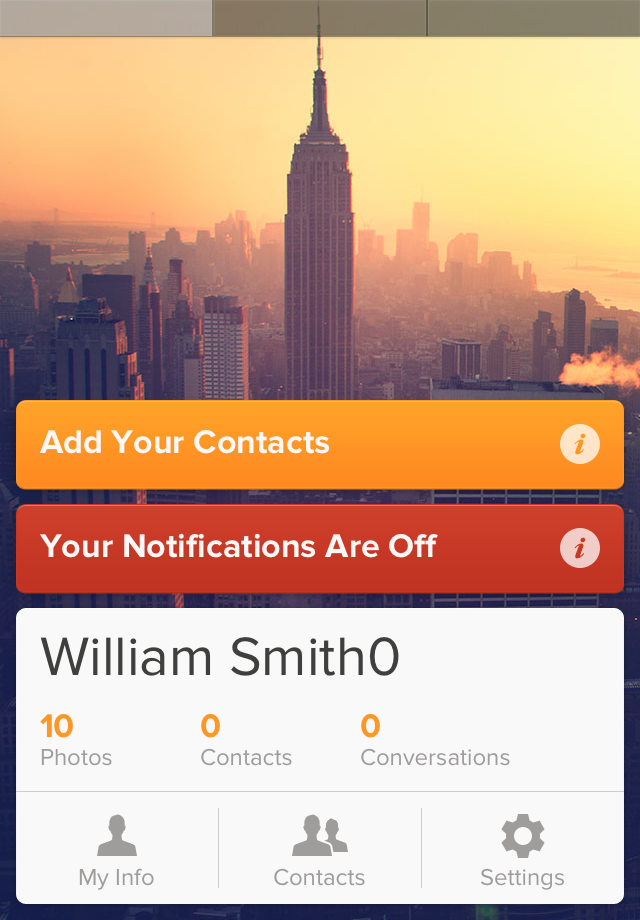 Add Your Contacts
i
Your Notifications Are Off
i
William Smith0
10 0 0
Photos Contacts Conversations
My Info Contacts Settings